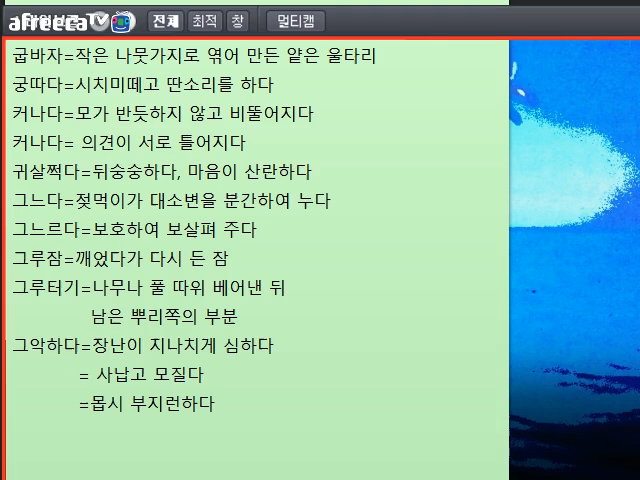 afreeca TV 전체 최적 창 멀티캠
굽바자=작은 나뭇가지로 엮어 만든 얕은 울타리
궁따다=시치미떼고 딴소리를 하다
커나다=모가 반듯하지 않고 비뚤어지다
커나다= 의견이 서로 틀어지다
귀살쩍다=뒤숭숭하다, 마음이 산란하다
그느다=젖먹이가 대소변을 분간하여 누다
그느르다=보호하여 보살펴 주다
그루잠=깨었다가 다시 든 잠
그루터기=나무나 풀 따위 베어낸 뒤
남은 뿌리쪽의 부분
그악하다=장난이 지나치게 심하다
= 사납고 모질다
=몹시 부지런하다